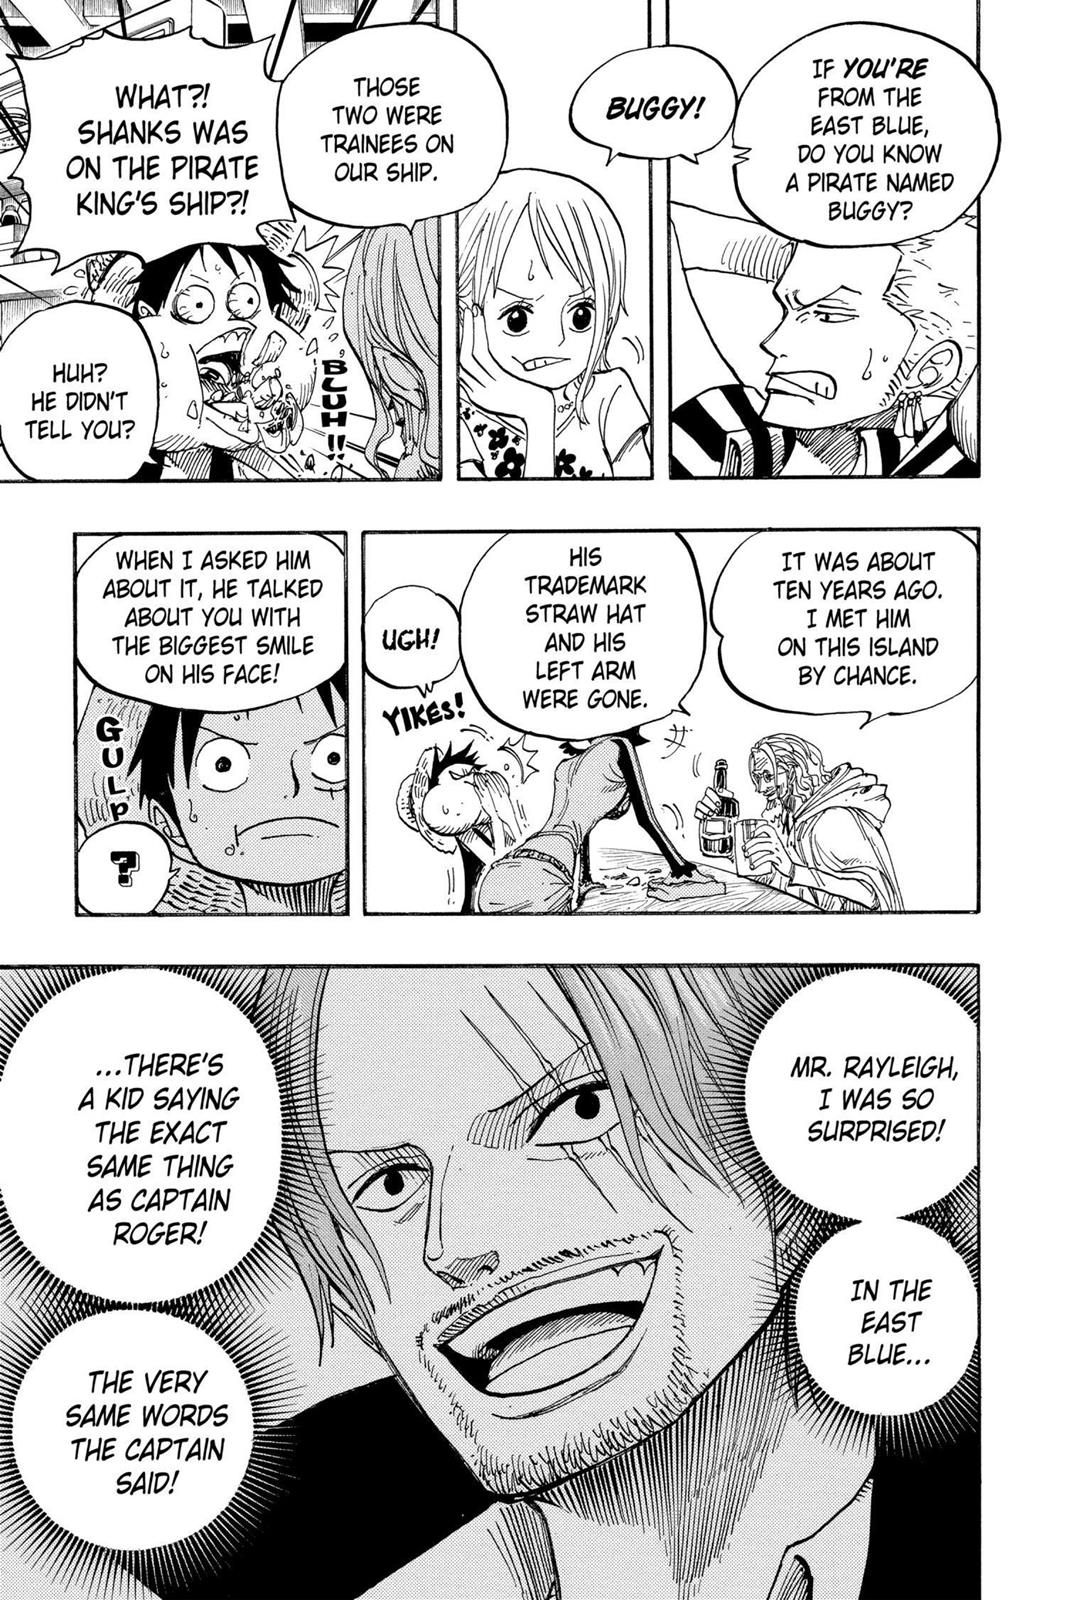 IF YOU'RE
FROM THE
EAST BLUE,
DO YOU KNOW
A PIRATE NAMED
BUGGY?
BUGGY!
THOSE
TWO WERE
TRAINEES ON
OUR SHIP.
WHAT?!
SHANKS WAS
ON THE PIRATE
KING'S SHIP?!
BLUH!!
HUH?
HE DIDN'T
TELL YOU?
IT WAS ABOUT
TEN YEARS AGO.
I MET HIM
ON THIS ISLAND
BY CHANCE.
HIS
TRADEMARK
STRAW HAT
AND HIS
LEFT ARM
WERE GONE.
UGH!
YIKES!
WHEN I ASKED HIM
ABOUT IT, HE TALKED
ABOUT YOU WITH
THE BIGGEST SMILE
ON HIS FACE!
GULP
?
MR. RAYLEIGH,
I WAS SO
SURPRISED!
IN THE
EAST
BLUE...
...THERE'S
A KID SAYING
THE EXACT
SAME THING
AS CAPTAIN
ROGER!
THE VERY
SAME WORDS
THE CAPTAIN
SAID!